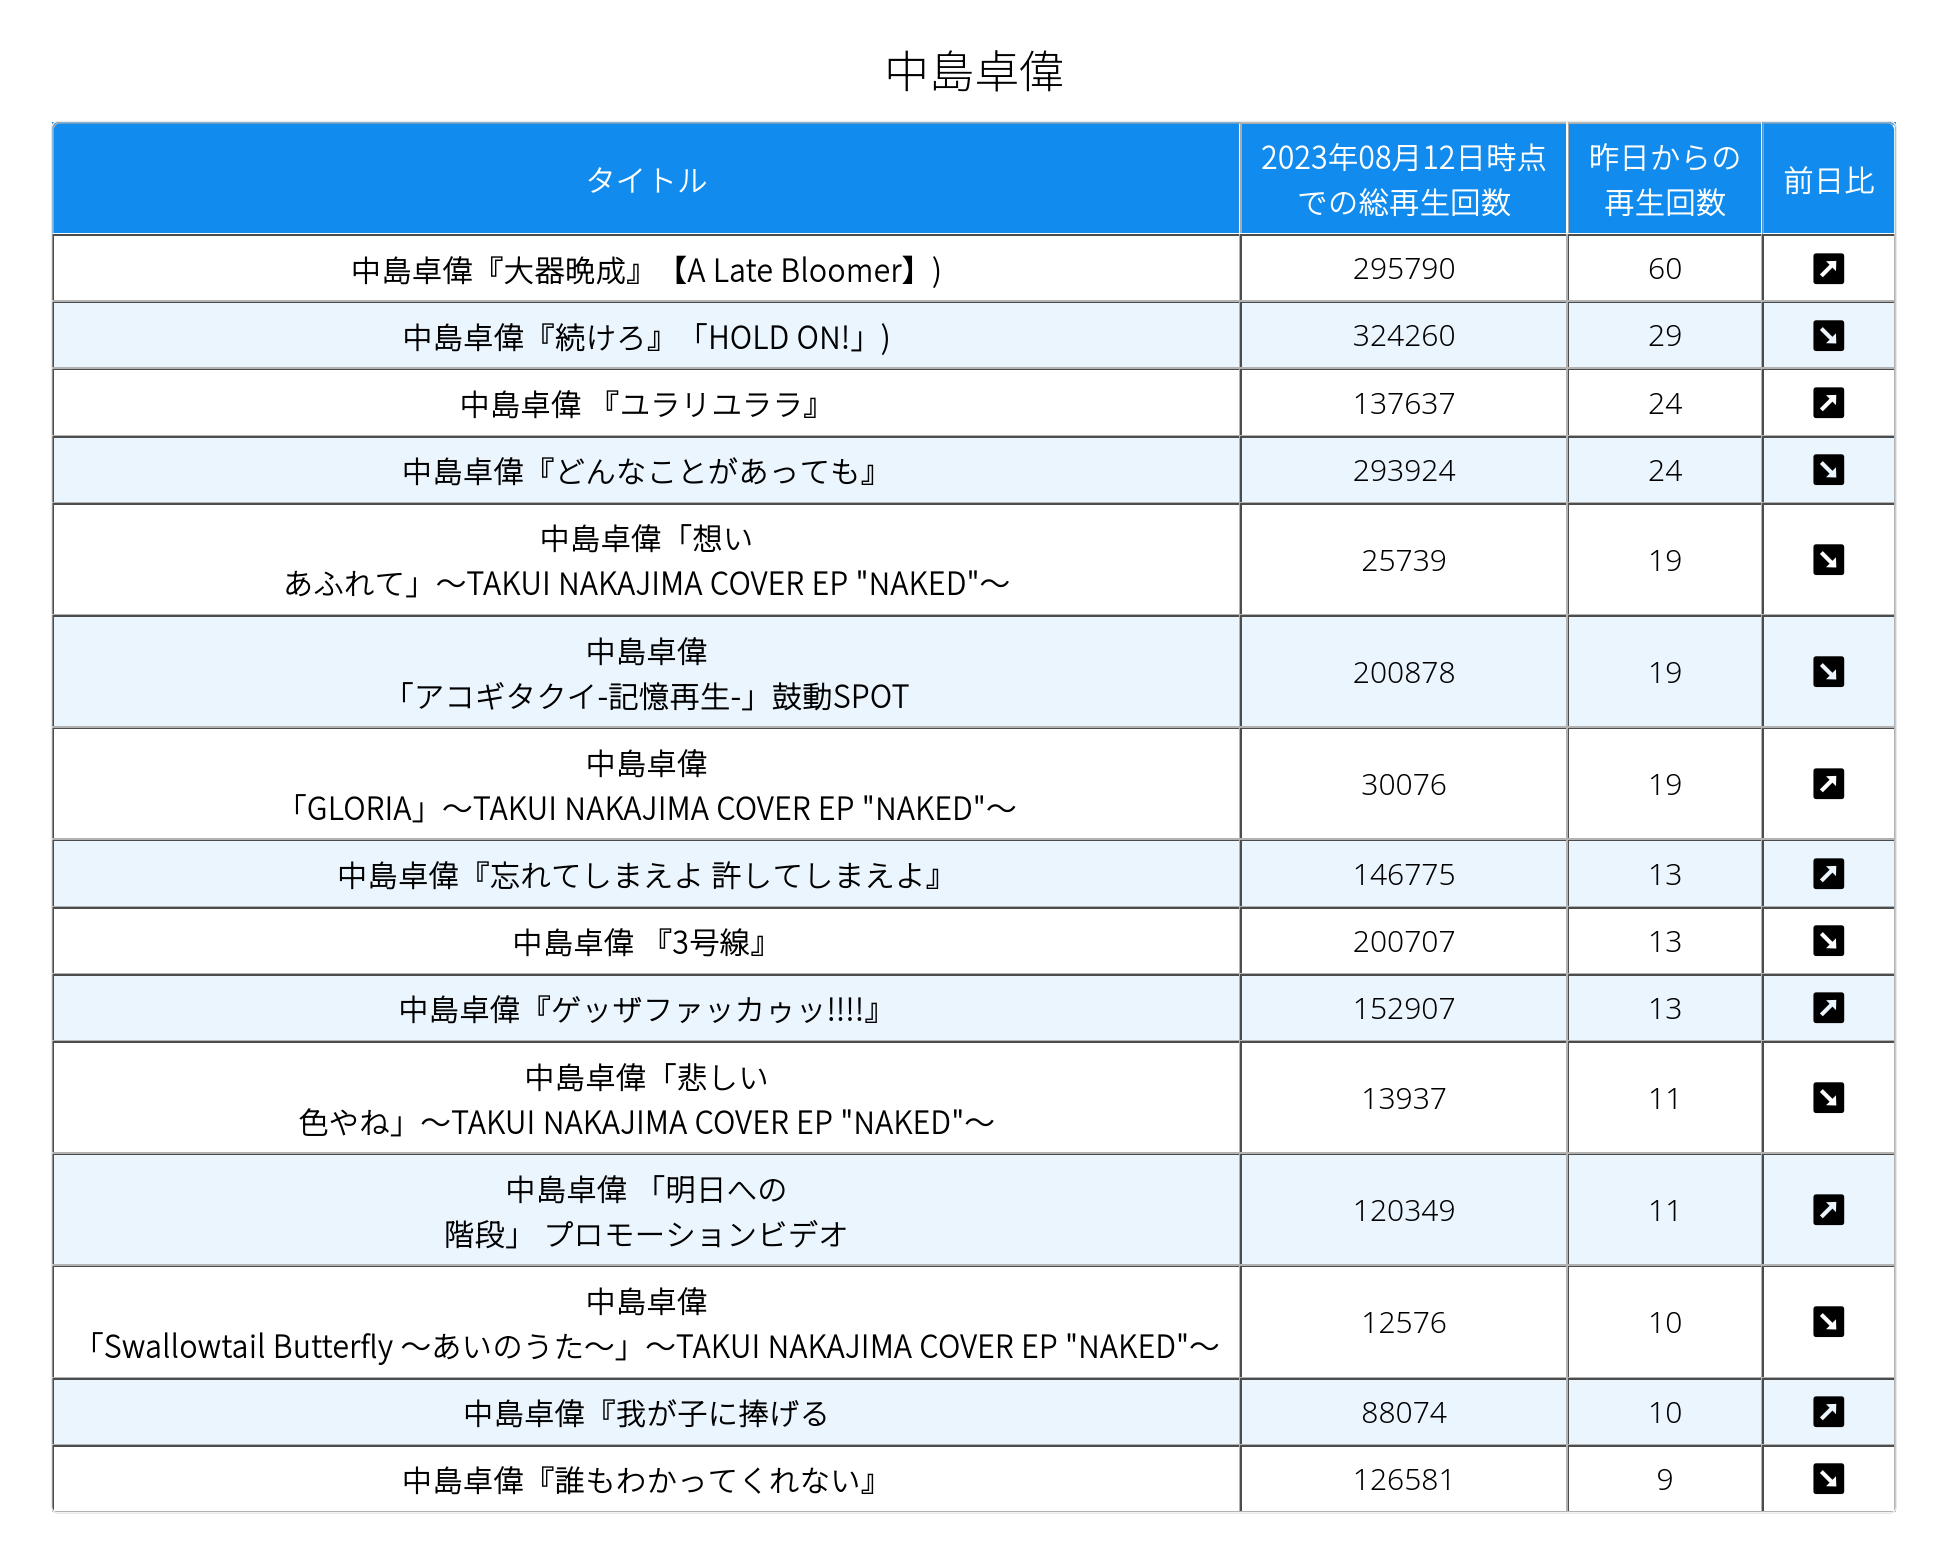 中島卓偉
タイトル
2023年08月12日時点
での総再生回数
昨日からの
再生回数
前日比
中島卓偉『大器晩成』【A Late Bloomer】) 295790 60
中島卓偉『続けろ』「HOLD ON!」) 324260 29
中島卓偉 『ユラリユララ』 137637 24
中島卓偉『どんなことがあっても』 293924 24
中島卓偉「想い
あふれて」～TAKUI NAKAJIMA COVER EP "NAKED"～ 25739 19
中島卓偉
「アコギタクイ-記憶再生-」鼓動SPOT 200878 19
中島卓偉
「GLORIA」～TAKUI NAKAJIMA COVER EP "NAKED"～ 30076 19
中島卓偉『忘れてしまえよ 許してしまえよ』 146775 13
中島卓偉 『3号線』 200707 13
中島卓偉『ゲッザファッカゥッ!!!!』 152907 13
中島卓偉「悲しい
色やね」～TAKUI NAKAJIMA COVER EP "NAKED"～ 13937 11
中島卓偉 「明日への
階段」 プロモーションビデオ 120349 11
中島卓偉
「Swallowtail Butterfly ～あいのうた～」～TAKUI NAKAJIMA COVER EP "NAKED"～ 12576 10
中島卓偉『我が子に捧げる 88074 10
中島卓偉『誰もわかってくれない』 126581 9